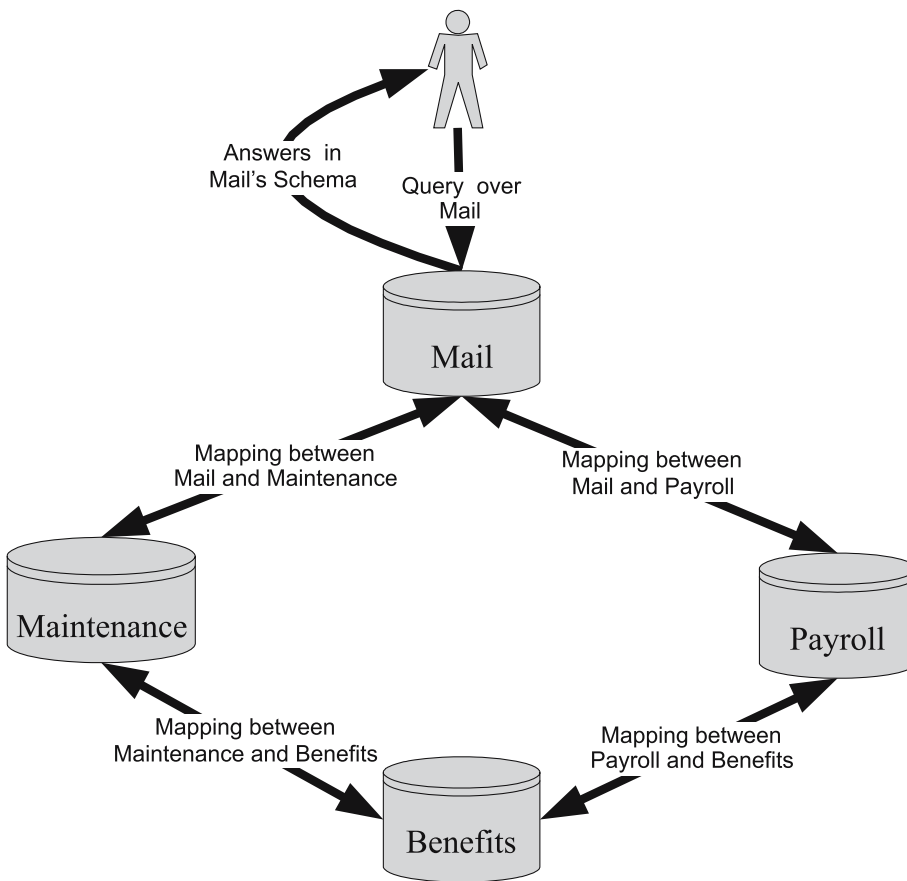 Answers in
Mail's Schema
Query over
Mail
Mail
Mapping between
Mail and Maintenance
Mapping between
Mail and Payroll
Maintenance
Payroll
Mapping between
Maintenance and Benefits
Mapping between
Payroll and Benefits
Benefits